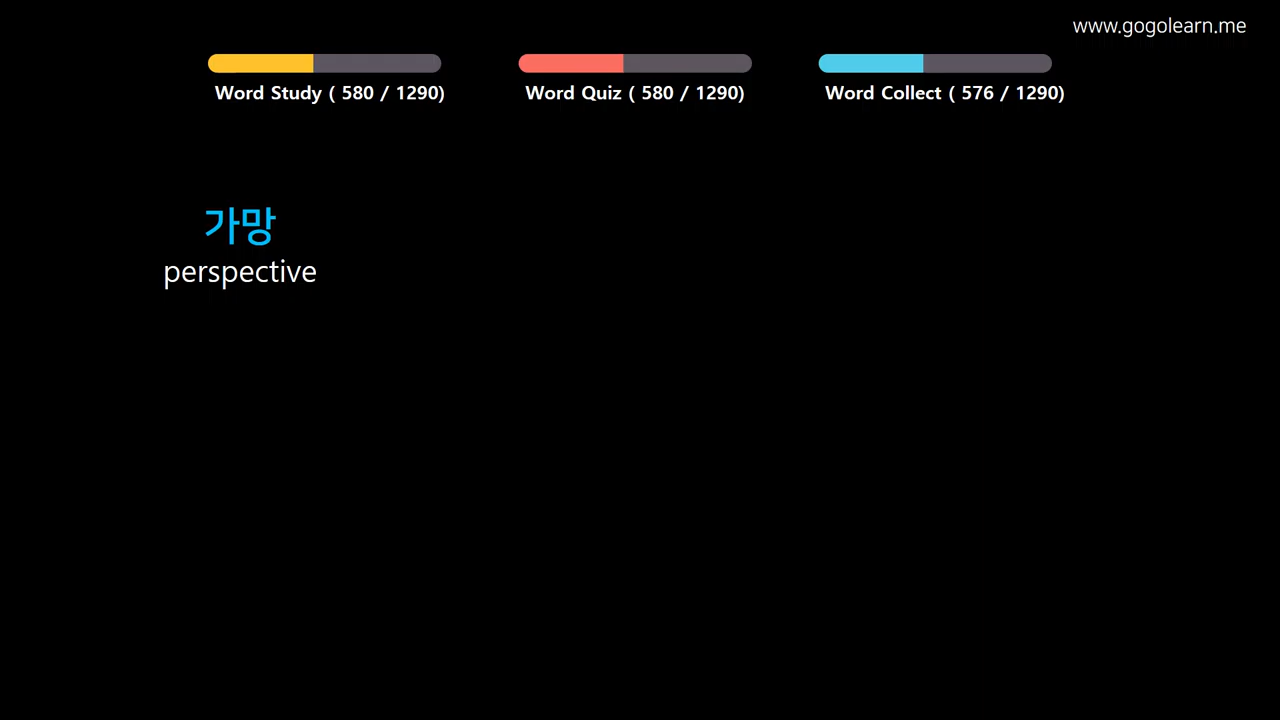 www.gogolearn.me
Word Study ( 580 / 1290)
Word Quiz ( 580 / 1290)
Word Collect ( 576 / 1290)
가망
perspective